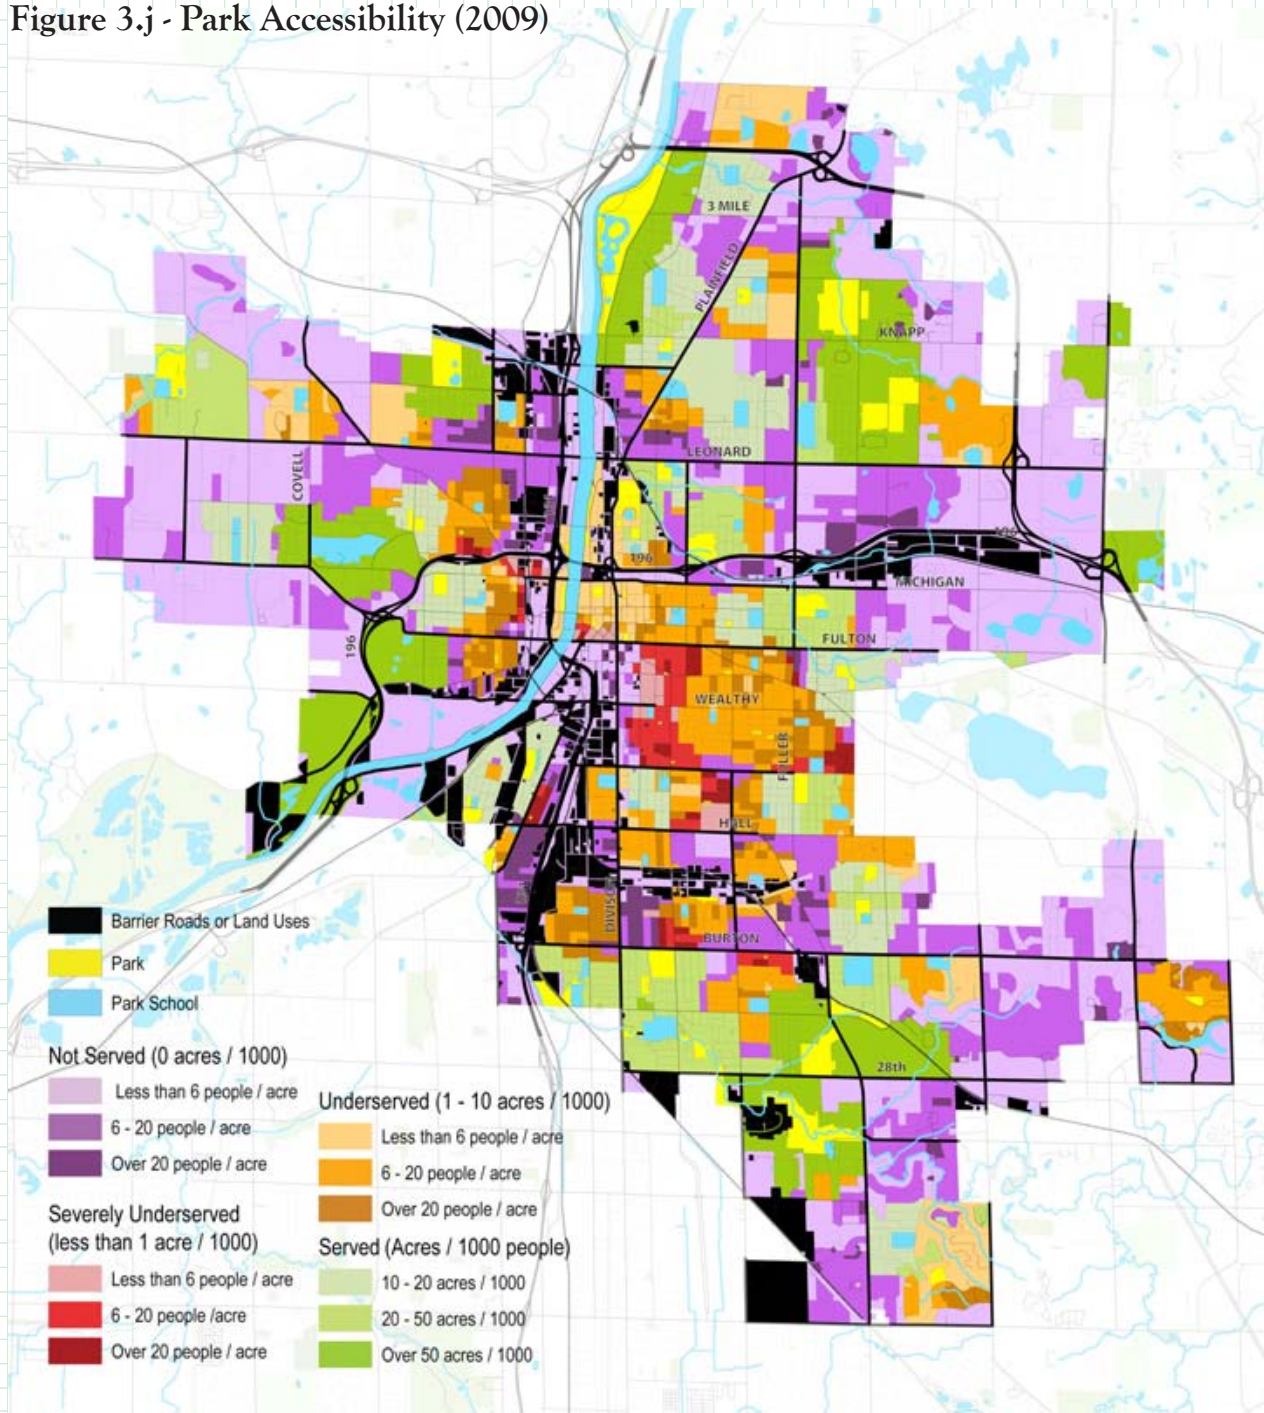 Figure 3.j - Park Accessibility (2009)
3 MILE
PLAINFIELD
KNAPP
LEONARD
COVELL
196
196
MICHIGAN
FULTON
196
WEALTHY
FULLER
HALL
DIVISION
BURTON
28th
Barrier Roads or Land Uses
Park
Park School
Not Served (0 acres / 1000)
Less than 6 people / acre
6 - 20 people / acre
Over 20 people / acre
Severely Underserved
(less than 1 acre / 1000)
Less than 6 people / acre
6 - 20 people /acre
Over 20 people / acre
Underserved (1 - 10 acres / 1000)
Less than 6 people / acre
6 - 20 people / acre
Over 20 people / acre
Served (Acres / 1000 people)
10 - 20 acres / 1000
20 - 50 acres / 1000
Over 50 acres / 1000